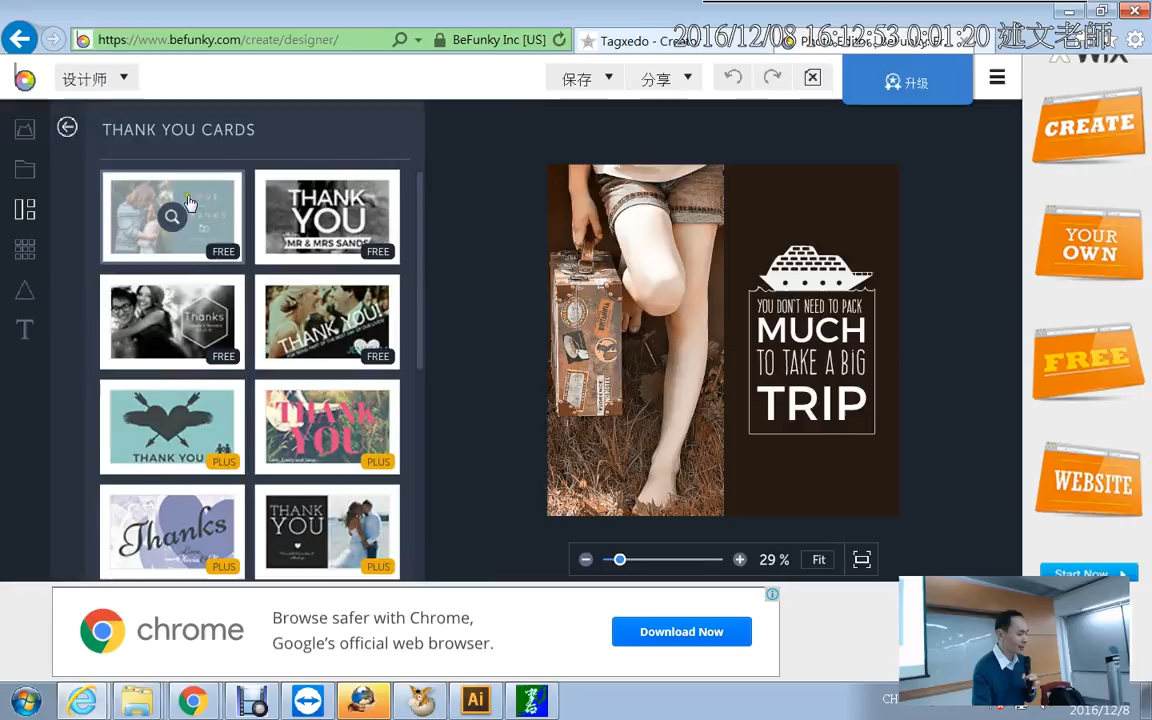 https://www.befunky.com/create/designer/
BeFunky Inc [US]
Tagxedo - Creato
2016/12/08 16:12:53 0:01:20 述文老師
设计师
保存
分享
升级
WIX
THANK YOU CARDS
FREE
THANK YOU
MR & MRS SANDS
FREE
Thanks
FREE
THANK YOU!
FREE
THANK YOU
PLUS
THANK YOU
PLUS
Thanks
PLUS
THANK YOU
PLUS
YOU DON'T NEED TO PACK
MUCH
TO TAKE A BIG
TRIP
29 %
Fit
CREATE
YOUR
OWN
FREE
WEBSITE
Start Now
chrome
Browse safer with Chrome,
Google's official web browser.
Download Now
Ai
CH
2016/12/8